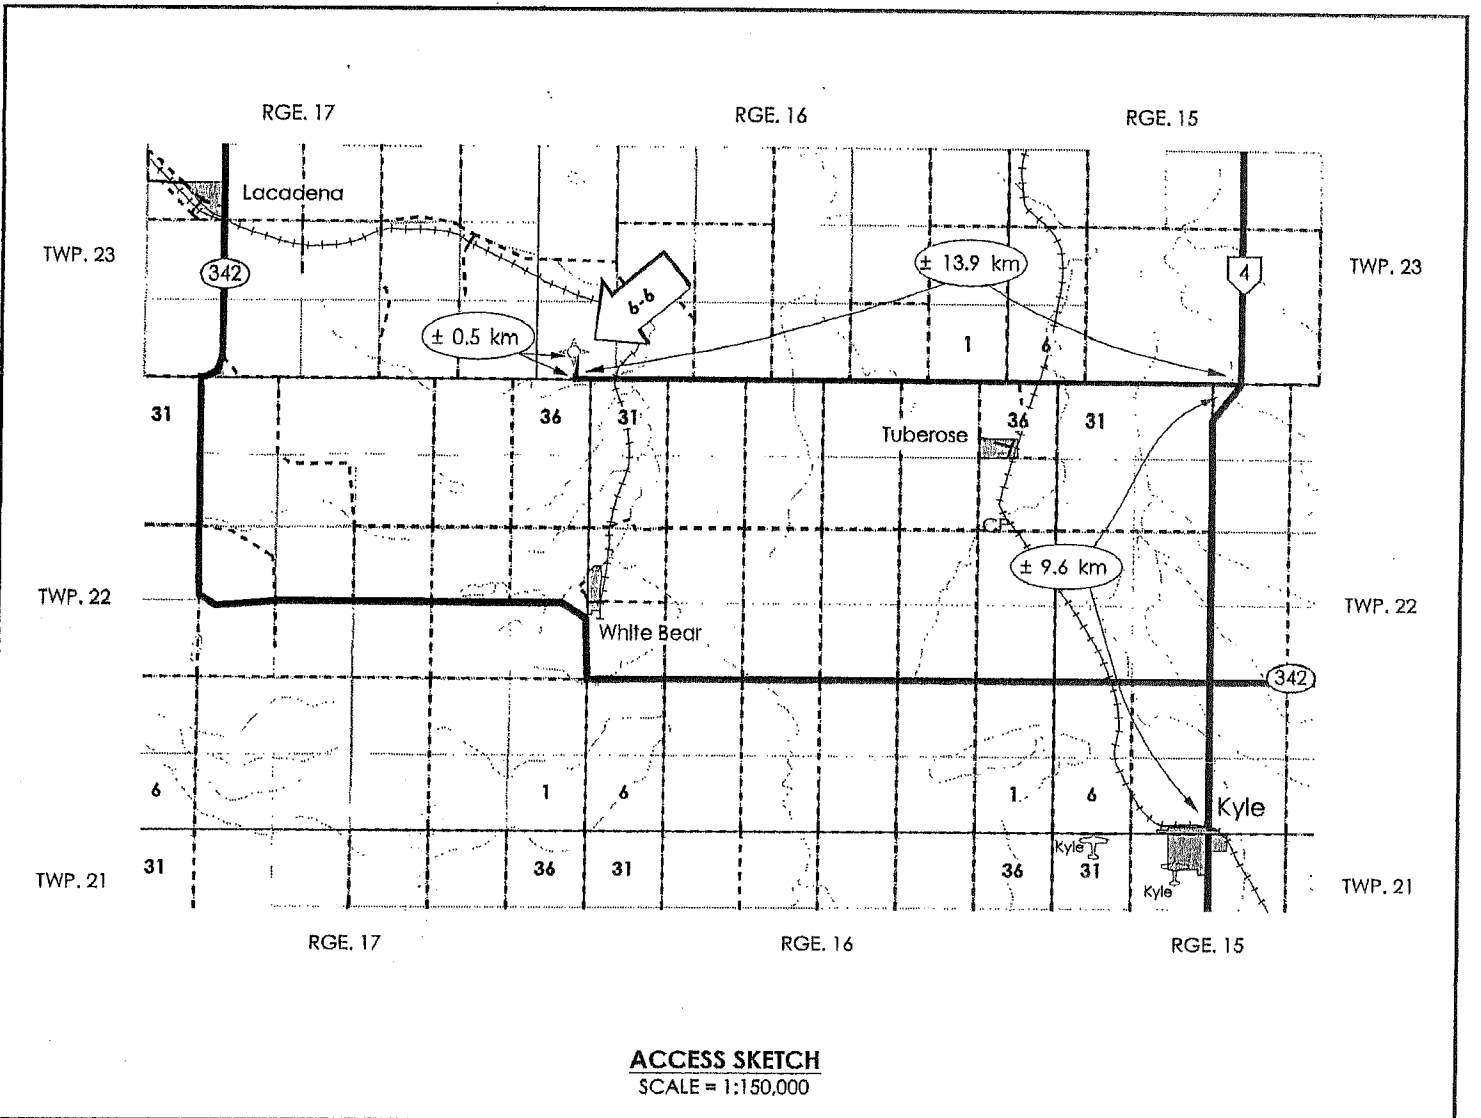 RGE. 17
RGE. 16
RGE. 15
Lacadena
TWP. 23
TWP. 23
342
± 13.9 km
4
6-6
± 0.5 km
1
6
31
36
31
36
31
Tuberose
CP
± 9.6 km
TWP. 22
TWP. 22
White Bear
342
6
1
6
1
6
Kyle
Kyle
31
36
31
36
31
TWP. 21
TWP. 21
Kyle
RGE. 17
RGE. 16
RGE. 15
ACCESS SKETCH
SCALE = 1:150,000